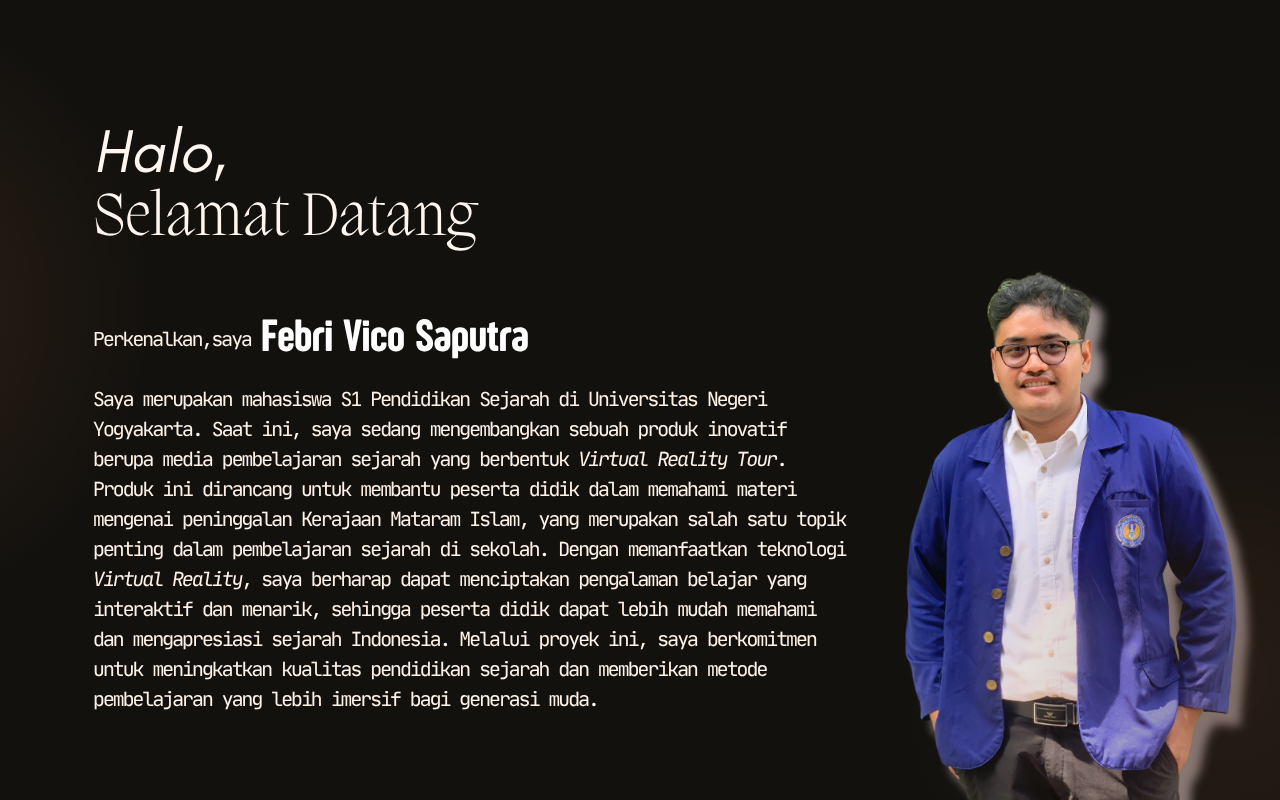 Halo,
Selamat Datang
Perkenalkan,saya Febri Vico Saputra
Saya merupakan mahasiswa S1 Pendidikan Sejarah di Universitas Negeri
Yogyakarta. Saat ini, saya sedang mengembangkan sebuah produk inovatif
berupa media pembelajaran sejarah yang berbentuk Virtual Reality Tour.
Produk ini dirancang untuk membantu peserta didik dalam memahami materi
mengenai peninggalan Kerajaan Mataram Islam, yang merupakan salah satu topik
penting dalam pembelajaran sejarah di sekolah. Dengan memanfaatkan teknologi
Virtual Reality, saya berharap dapat menciptakan pengalaman belajar yang
interaktif dan menarik, sehingga peserta didik dapat lebih mudah memahami
dan mengapresiasi sejarah Indonesia. Melalui proyek ini, saya berkomitmen
untuk meningkatkan kualitas pendidikan sejarah dan memberikan metode
pembelajaran yang lebih imersif bagi generasi muda.